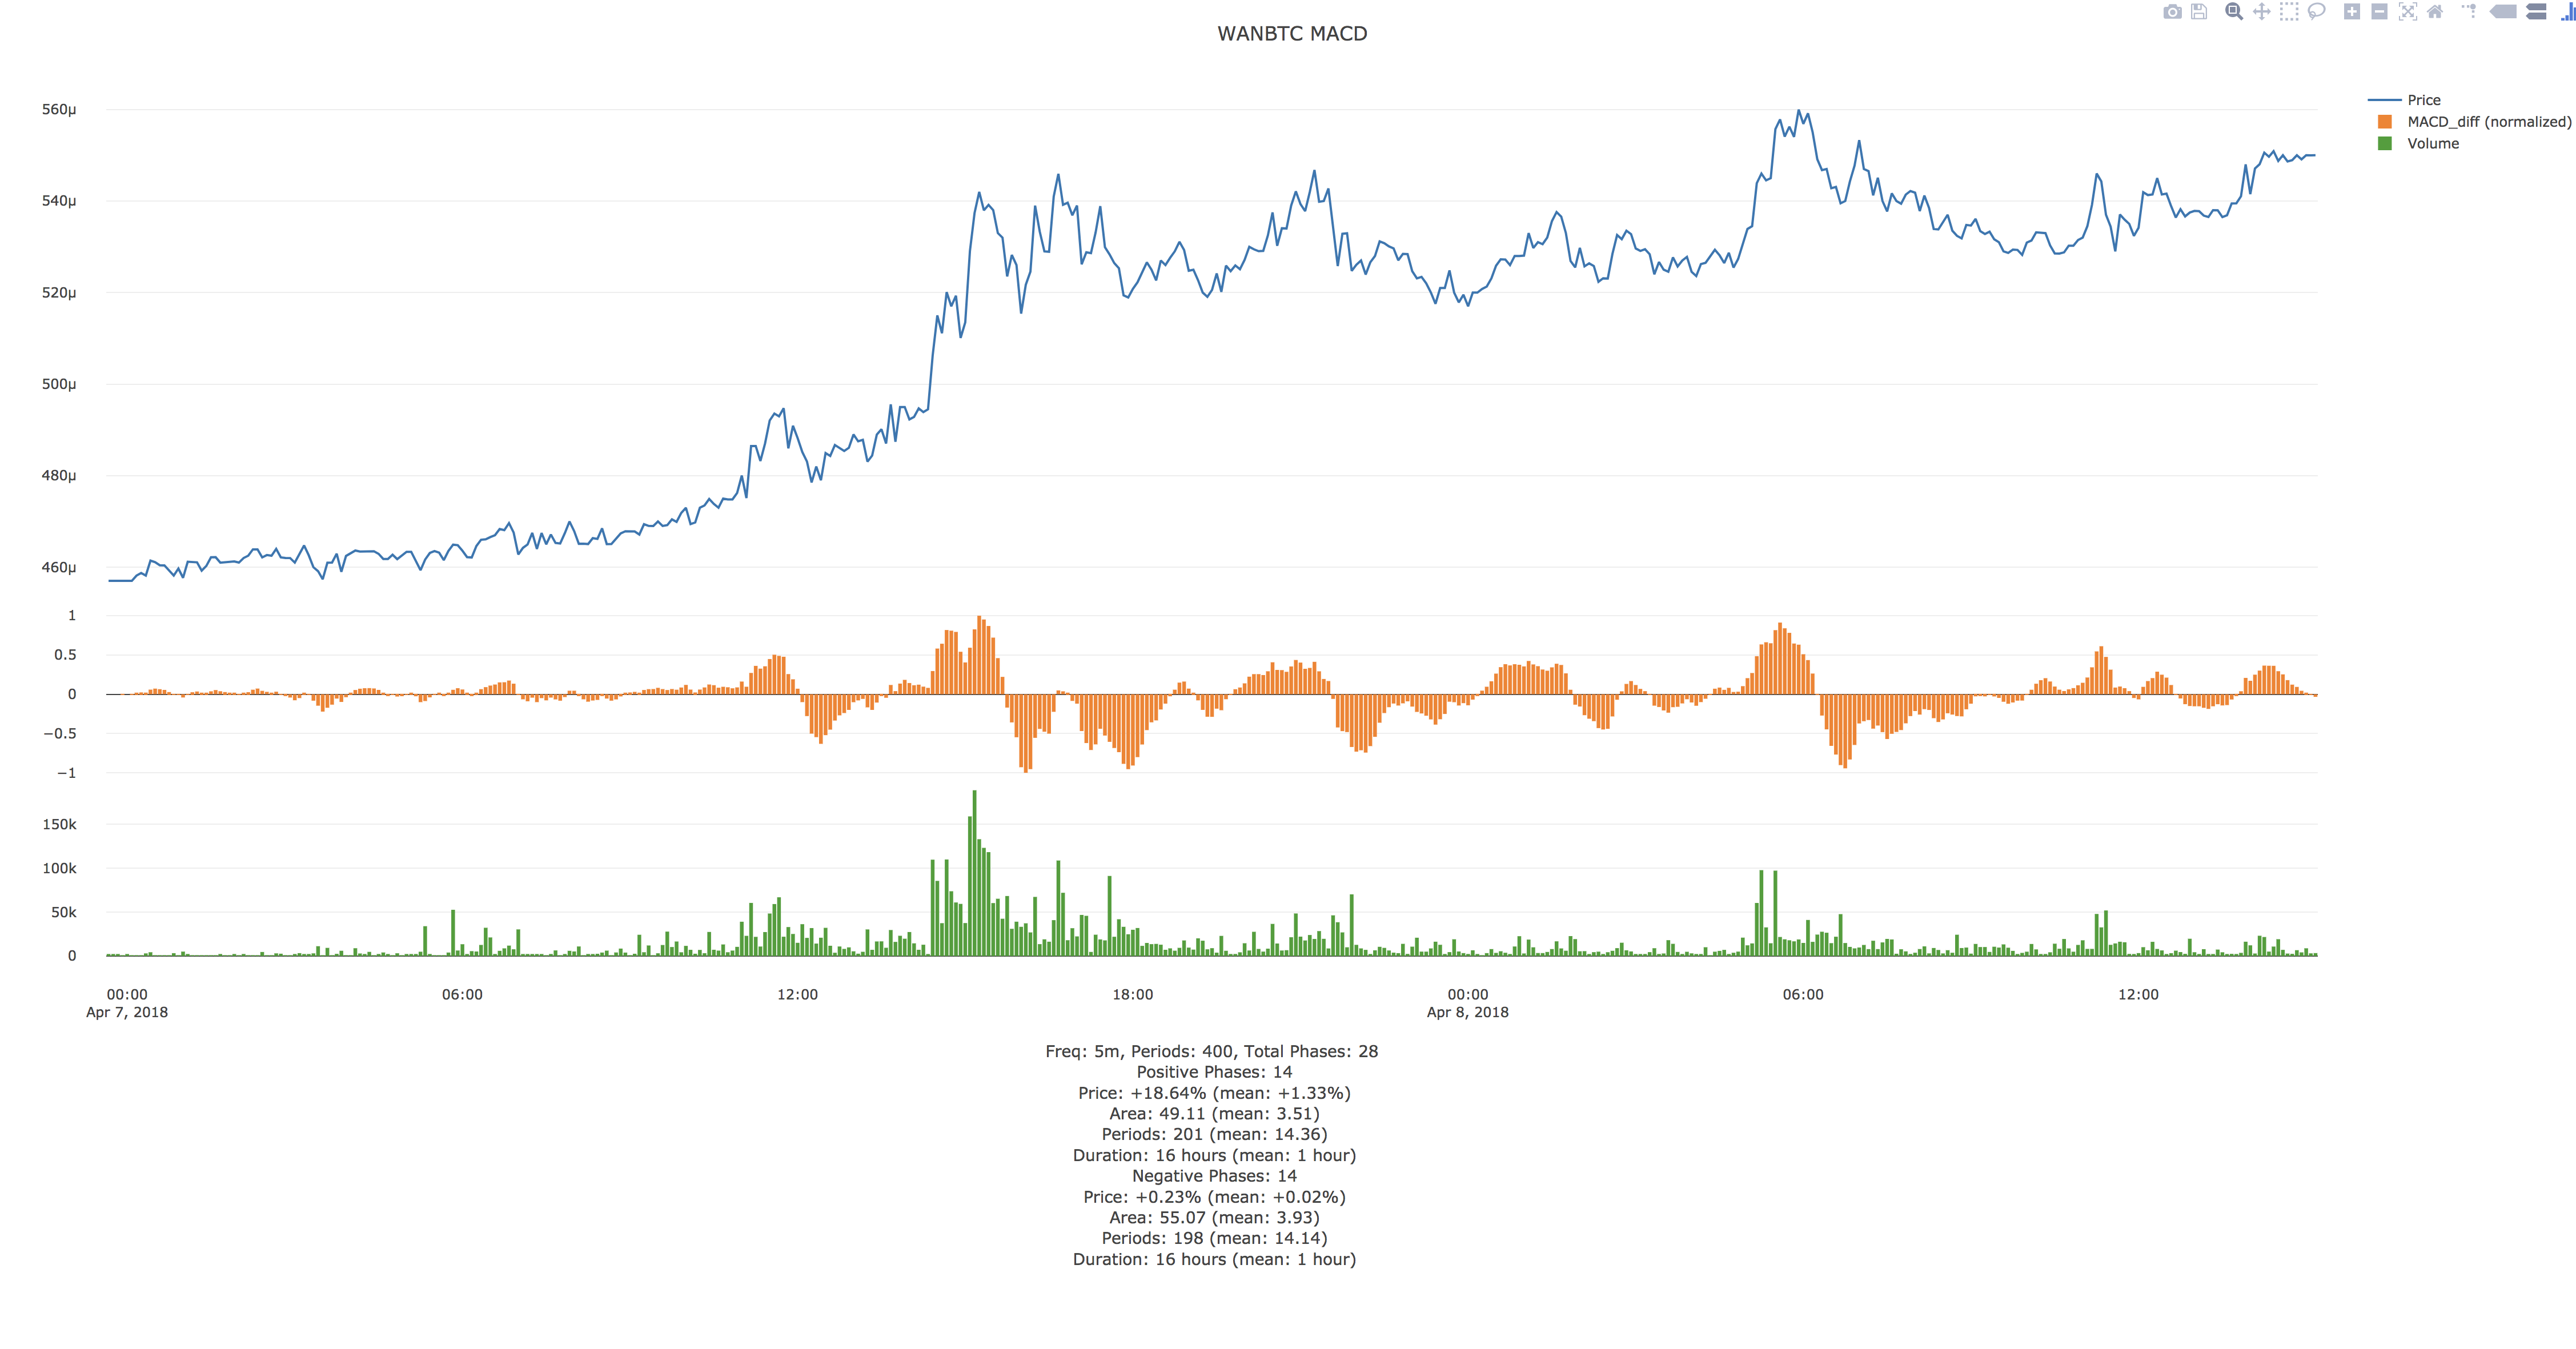 WANBTC MACD
560µ
540µ
520µ
500µ
480µ
460µ
1
0.5
0
−0.5
−1
150k
100k
50k
0
00:00
Apr 7, 2018
06:00
12:00
18:00
00:00
Apr 8, 2018
06:00
12:00
Price
MACD_diff (normalized)
Volume
Freq: 5m, Periods: 400, Total Phases: 28
Positive Phases: 14
Price: +18.64% (mean: +1.33%)
Area: 49.11 (mean: 3.51)
Periods: 201 (mean: 14.36)
Duration: 16 hours (mean: 1 hour)
Negative Phases: 14
Price: +0.23% (mean: +0.02%)
Area: 55.07 (mean: 3.93)
Periods: 198 (mean: 14.14)
Duration: 16 hours (mean: 1 hour)